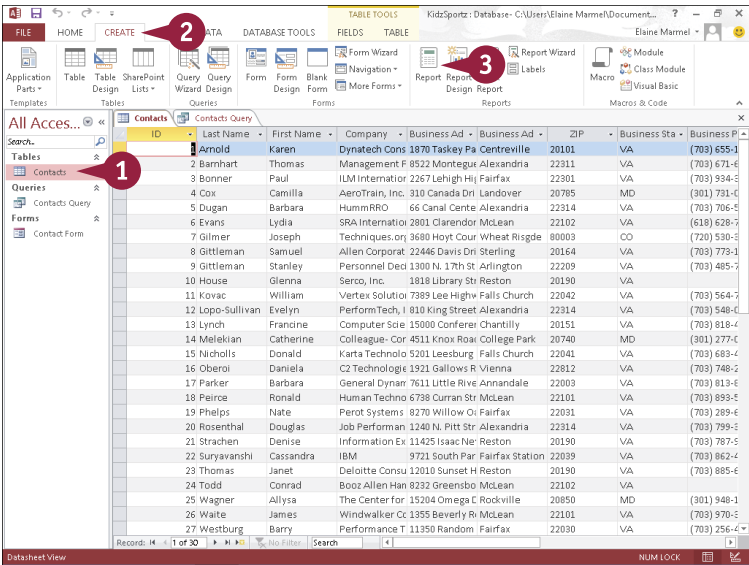 TABLE TOOLS KidzSportz : Database- C:\Users\Elaine Marmel\Document... ?
FILE HOME CREATE 2 DATABASE TOOLS FIELDS TABLE Elaine Marmel
Application Parts
Table
Table Design
SharePoint Lists
Query Wizard
Query Design
Form
Form Design
Blank Form
Form Wizard
Navigation
More Forms
Report
3
Report Design
Report
Report Wizard
Labels
Macro
Module
Class Module
Visual Basic
Templates Tables Queries Forms Reports Macros & Code
All Acces... «
Search..
Tables
Contacts 1
Queries
Contacts Query
Forms
Contact Form
Contacts Contacts Query
ID Last Name First Name Company Business Ad Business Ad ZIP Business Sta Business P
1 Arnold Karen Dynatech Cons 1870 Taskey Pa Centreville 20101 VA (703) 655-1
2 Barnhart Thomas Management F 8522 Montegue Alexandria 22311 VA (703) 671-6
3 Bonner Paul ILM Internation 2267 Lehigh Hig Fairfax 22301 VA (703) 934-3
4 Cox Camilla AeroTrain, Inc. 310 Canada Dri Landover 20785 MD (301) 731-0
5 Dugan Barbara HummRRO 66 Canal Cente Alexandria 22314 VA (703) 706-5
6 Evans Lydia SRA Internation 2801 Clarendon McLean 22102 VA (618) 628-7
7 Gilmer Joseph Techniques.org 3680 Hoyt Cour Wheat Risgde 80003 CO (720) 530-3
8 Gittleman Samuel Allen Corporat 22446 Davis Dri Sterling 20164 VA (703) 773-1
9 Gittleman Stanley Personnel Deci 1300 N. 17th St Arlington 22209 VA (703) 485-7
10 House Glenna Serco, Inc. 1818 Library Str Reston 20190 VA
11 Kovac William Vertex Solution 7389 Lee Highw Falls Church 22042 VA (703) 564-7
12 Lopo-Sullivan Evelyn PerformTech, I 810 King Street Alexandria 22314 VA (703) 548-0
13 Lynch Francine Computer Scie 15000 Conferen Chantilly 20151 VA (703) 818-4
14 Melekian Catherine Colleague- Cor 4511 Knox Road College Park 20740 MD (301) 277-0
15 Nicholls Donald Karta Technolo 5201 Leesburg Falls Church 22041 VA (703) 683-4
16 Oberoi Daniela C2 Technologie 1921 Gallows R Vienna 22812 VA (703) 748-2
17 Parker Barbara General Dynam 7611 Little Rive Annandale 22003 VA (703) 813-8
18 Peirce Ronald Human Techno 6738 Curran Str McLean 22101 VA (703) 893-5
19 Phelps Nate Perot Systems 8270 Willow Oa Fairfax 22031 VA (703) 289-6
20 Rosenthal Douglas Job Performan 1240 N. Pitt Str Alexandria 22314 VA (703) 799-3
21 Strachen Denise Information Ex 11425 Isaac Ne Reston 20190 VA (703) 787-9
22 Suryavanshi Cassandra IBM 9721 South Par Fairfax Station 22039 VA (703) 862-4
23 Thomas Janet Deloitte Consu 12010 Sunset H Reston 20190 VA (703) 885-6
24 Todd Conrad Booz Allen Han 8232 Greensbo McLean 22102 VA
25 Wagner Allysa The Center for 15204 Omega D Rockville 20850 MD (301) 948-1
26 Waite James Windwalker Co 1355 Beverly R McLean 22101 VA (703) 970-3
27 Westburg Barry Performance T 11350 Random Fairfax 22030 VA (703) 256-4
Record: 1 of 30 No Filter Search
Datasheet View NUM LOCK